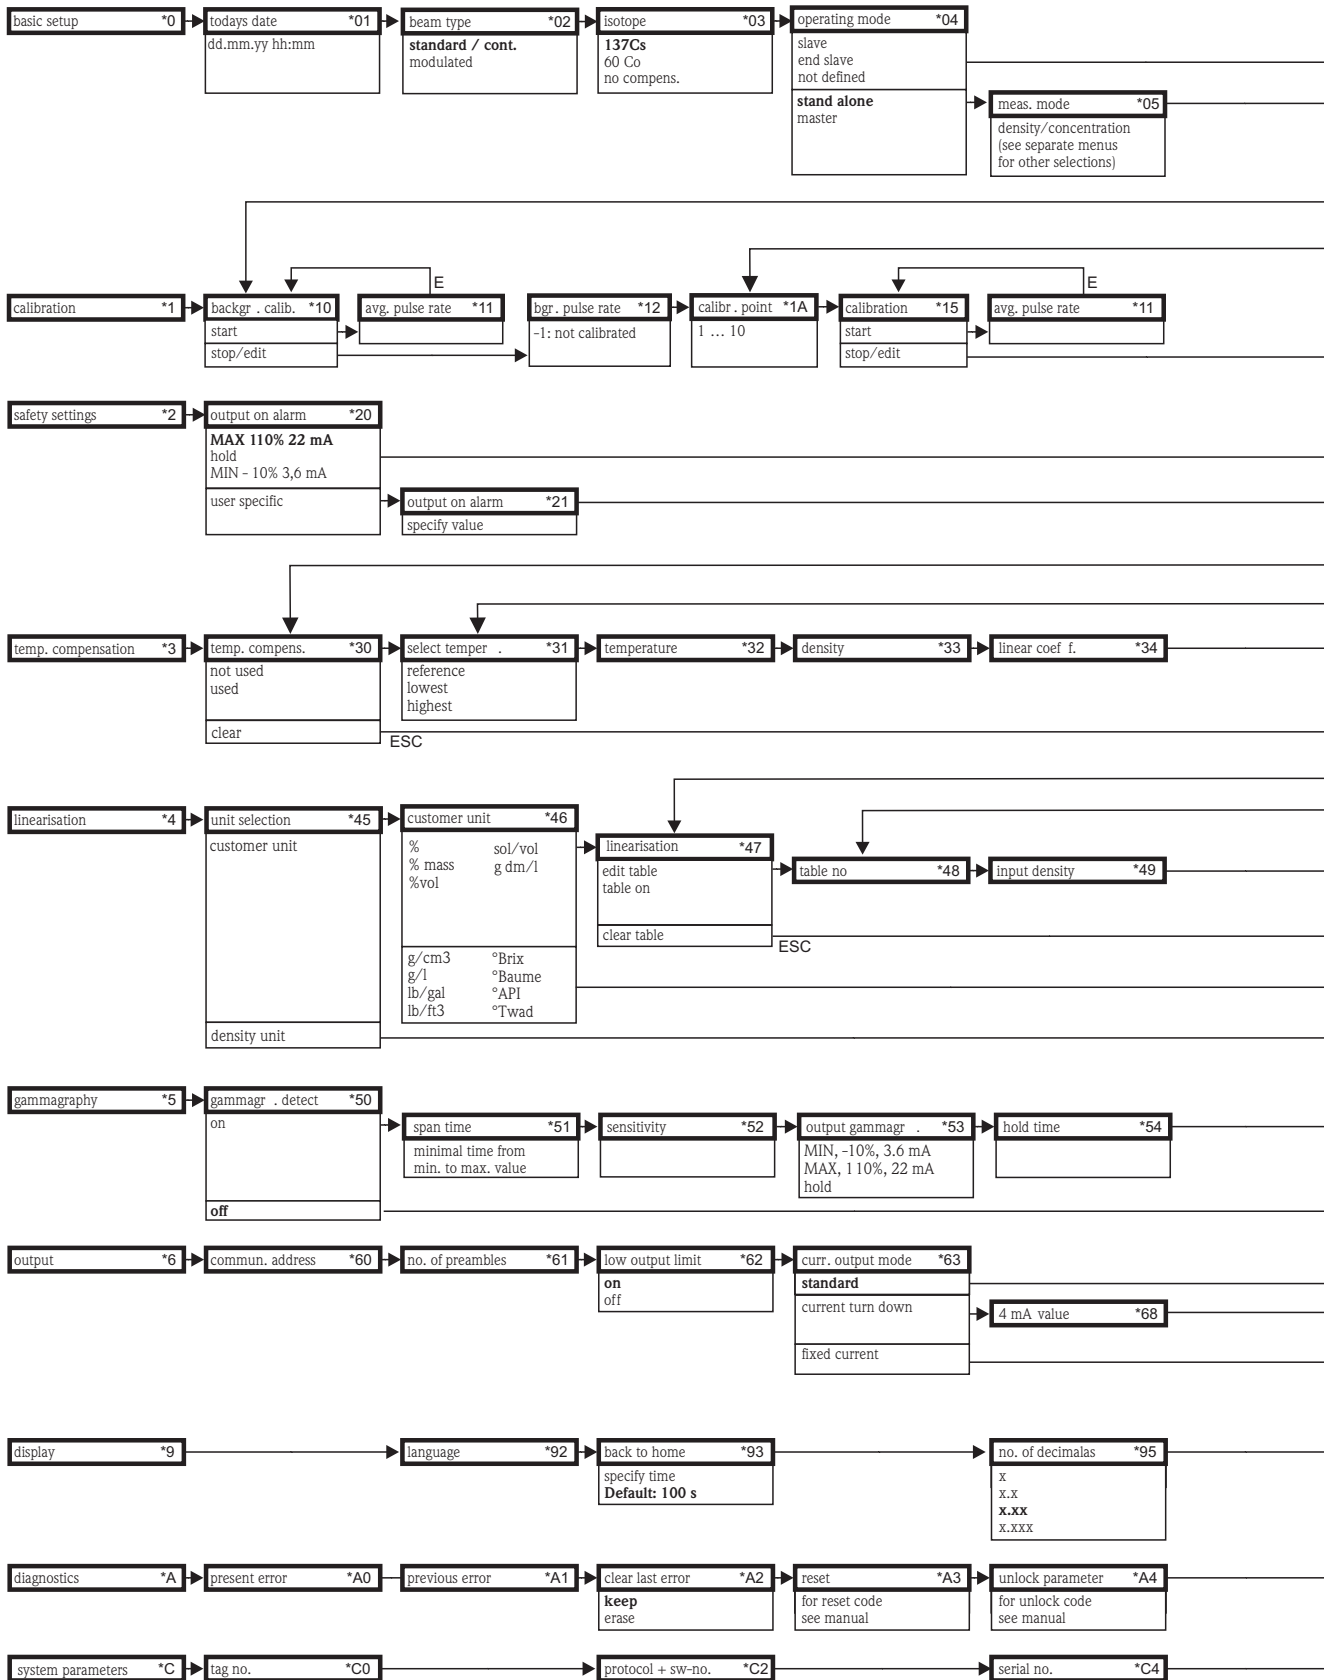 basic setup *0
todays date *01
dd.mm.yy hh:mm
beam type *02
standard / cont.
modulated
isotope *03
137Cs
60 Co
no compens.
operating mode *04
slave
end slave
not defined
stand alone
master
meas. mode *05
density/concentration
(see separate menus
for other selections)
calibration *1
backgr . calib. *10
start
stop/edit
E
avg. pulse rate *11
bgr. pulse rate *12
-1: not calibrated
calibr . point *1A
1 ... 10
calibration *15
start
stop/edit
E
avg. pulse rate *11
safety settings *2
output on alarm *20
MAX 110% 22 mA
hold
MIN - 10% 3,6 mA
user specific
output on alarm *21
specify value
temp. compensation *3
temp. compens. *30
not used
used
clear
ESC
select temper . *31
reference
lowest
highest
temperature *32
density *33
linear coef f. *34
linearisation *4
unit selection *45
customer unit
density unit
customer unit *46
% sol/vol
% mass g dm/l
%vol
g/cm3 °Brix
g/l °Baume
lb/gal °API
lb/ft3 °Twad
linearisation *47
edit table
table on
clear table
ESC
table no *48
input density *49
gammagraphy *5
gammagr . detect *50
on
off
span time *51
minimal time from
min. to max. value
sensitivity *52
output gammagr . *53
MIN, -10%, 3.6 mA
MAX, 110%, 22 mA
hold
hold time *54
output *6
commun. address *60
no. of preambles *61
low output limit *62
on
off
curr. output mode *63
standard
current turn down
fixed current
4 mA value *68
display *9
language *92
back to home *93
specify time
Default: 100 s
no. of decimalas *95
x
x.x
x.xx
x.xxx
diagnostics *A
present error *A0
previous error *A1
clear last error *A2
keep
erase
reset *A3
for reset code
see manual
unlock parameter *A4
for unlock code
see manual
system parameters *C
tag no. *C0
protocol + sw-no. *C2
serial no. *C4